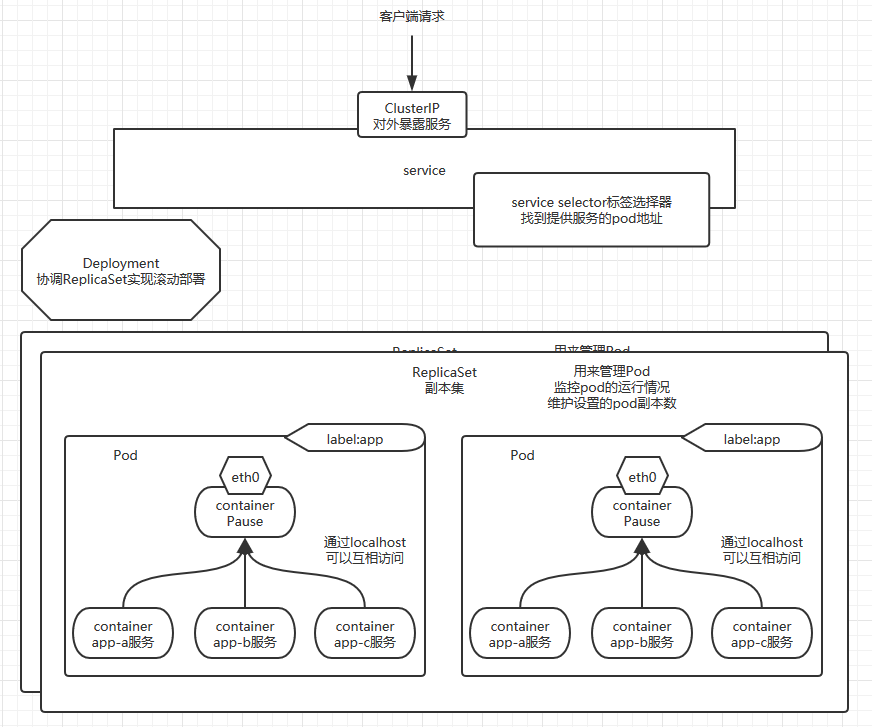 客户端请求
ClusterIP
对外暴露服务
service
service selector标签选择器
找到提供服务的pod地址
Deployment
协调ReplicaSet实现滚动部署
ReplicaSet
用来管理Pod
ReplicaSet
副本集
用来管理Pod
监控pod的运行情况
维护设置的pod副本数
label:app
Pod
eth0
container
Pause
通过localhost
可以互相访问
container
app-a服务
container
app-b服务
container
app-c服务
label:app
Pod
eth0
container
Pause
通过localhost
可以互相访问
container
app-a服务
container
app-b服务
container
app-c服务